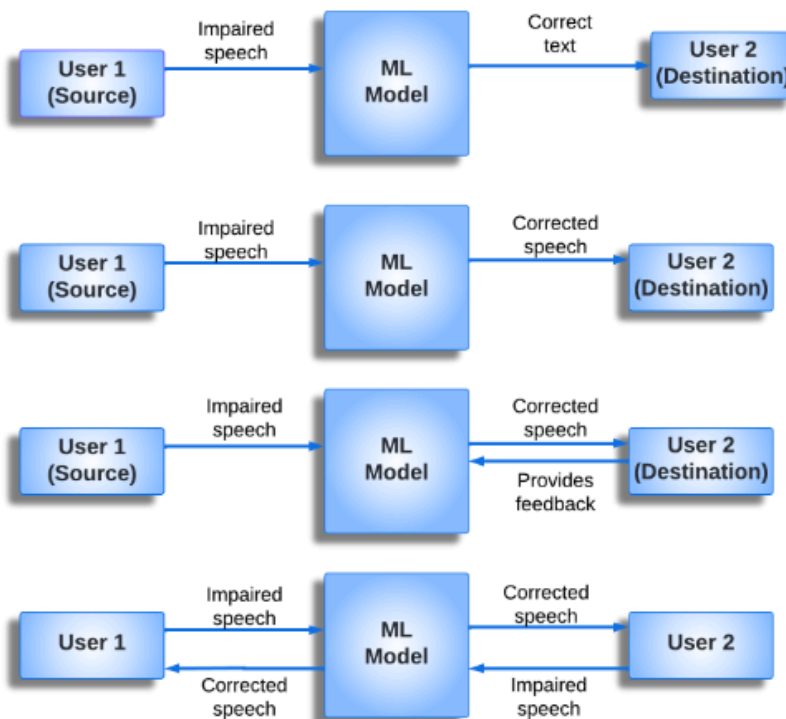 Impaired
speech
Correct
text
User 1
(Source)
ML
Model
User 2
(Destination)
Impaired
speech
Corrected
speech
User 1
(Source)
ML
Model
User 2
(Destination)
Impaired
speech
Corrected
speech
User 1
(Source)
ML
Model
User 2
(Destination)
Provides
feedback
Impaired
speech
Corrected
speech
User 1
ML
Model
User 2
Corrected
speech
Impaired
speech